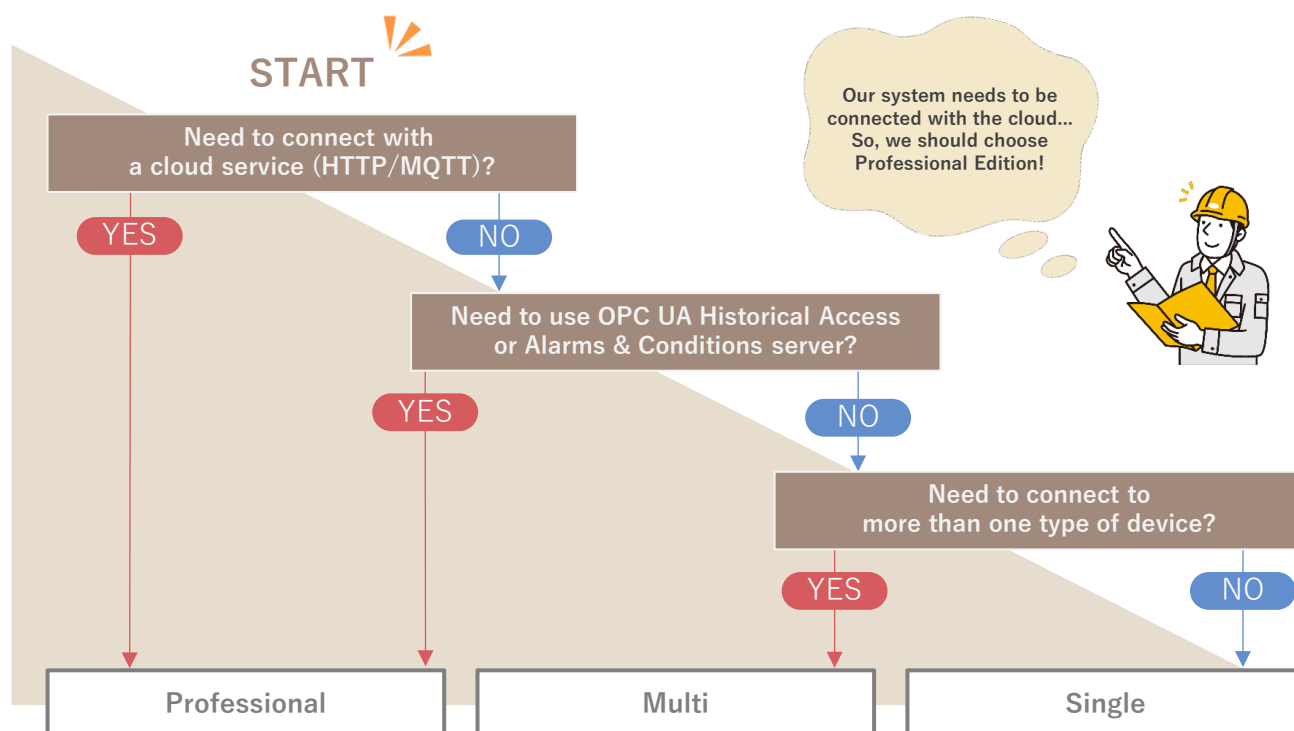 START
Need to connect with
a cloud service (HTTP/MQTT)?
Our system needs to be
connected with the cloud...
So, we should choose
Professional Edition!
YES
NO
Need to use OPC UA Historical Access
or Alarms & Conditions server?
YES
NO
Need to connect to
more than one type of device?
YES
NO
Professional
Multi
Single